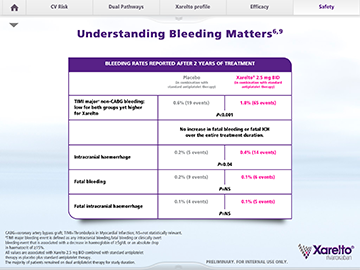 CV Risk
Dual Pathways
Xarelto profile
Efficacy
Safety
Understanding Bleeding Matters6,9
BLEEDING RATES REPORTED AFTER 2 YEARS OF TREATMENT
Placebo
(in combination with
standard antiplatelet therapy)
Xarelto® 2.5 mg BID
(in combination with standard
antiplatelet therapy)
TIMI major* non-CABG bleeding:
low for both groups yet higher
for Xarelto
0.6% (19 events)
1.8% (65 events)
P<0.001
No increase in fatal bleeding or fatal ICH
over the entire treatment duration.
Intracranial haemorrhage
0.2% (5 events)
0.4% (14 events)
P=0.04
Fatal bleeding
0.2% (9 events)
0.1% (6 events)
P=NS
Fatal intracranial haemorrhage
0.1% (4 events)
0.1% (5 events)
P=NS
CABG=coronary artery bypass graft; TIMI=Thrombolysis in Myocardial Infarction; NS=not statistically relevant.
*TIMI major bleeding event is defined as any intracranial bleeding, fatal bleeding or clinically overt
bleeding event that is associated with a decrease in haemoglobin of ≥5g/dL or an absolute drop
in haematocrit of ≥15%.
All values are associated with Xarelto 2.5 mg BID combined with standard antiplatelet
therapy vs placebo plus standard antiplatelet therapy.
The majority of patients remained on dual antiplatelet therapy for study duration.
PRELIMINARY. FOR INTERNAL USE ONLY.
Xarelto®
rivaroxaban